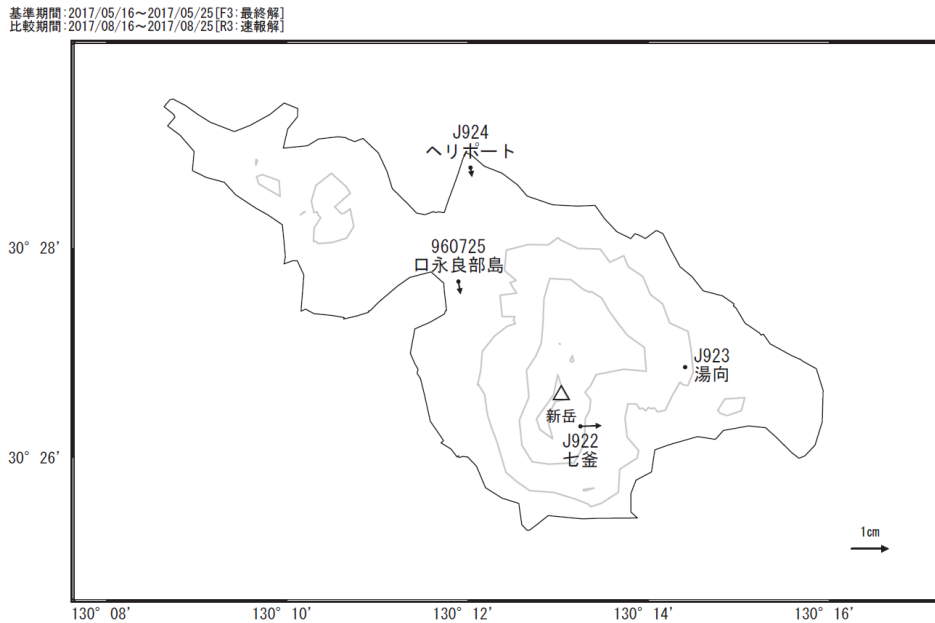 基準期間:2017/05/16～2017/05/25[F3:最終解]
比較期間:2017/08/16～2017/08/25[R3:速報解]
J924
ヘリポート
30° 28'
960725
口永良部島
J923
湯向
新岳
J922
七釜
30° 26'
1cm
130° 08'
130° 10'
130° 12'
130° 14'
130° 16'